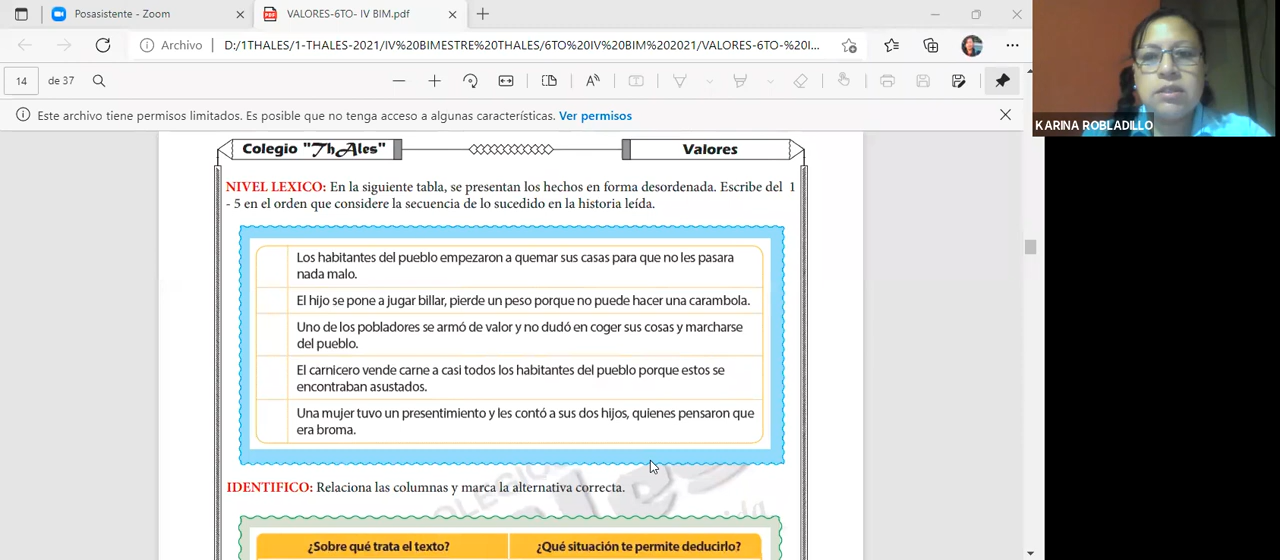 Posasistente - Zoom
VALORES-6TO- IV BIM.pdf
Archivo
D:/1THALES/1-THALES-2021/IV%20BIMESTRE%20THALES/6TO%20IV%20BIM%202021/VALORES-6TO-%20I...
14
de 37
Este archivo tiene permisos limitados. Es posible que no tenga acceso a algunas características. Ver permisos
KARINA ROBLADILLO
Colegio "ThAles"
Valores
NIVEL LEXICO: En la siguiente tabla, se presentan los hechos en forma desordenada. Escribe del 1
- 5 en el orden que considere la secuencia de lo sucedido en la historia leída.
Los habitantes del pueblo empezaron a quemar sus casas para que no les pasara
nada malo.
El hijo se pone a jugar billar, pierde un peso porque no puede hacer una carambola.
Uno de los pobladores se armó de valor y no dudó en coger sus cosas y marcharse
del pueblo.
El carnicero vende carne a casi todos los habitantes del pueblo porque estos se
encontraban asustados.
Una mujer tuvo un presentimiento y les contó a sus dos hijos, quienes pensaron que
era broma.
IDENTIFICO: Relaciona las columnas y marca la alternativa correcta.
¿Sobre qué trata el texto?
¿Qué situación te permite deducirlo?